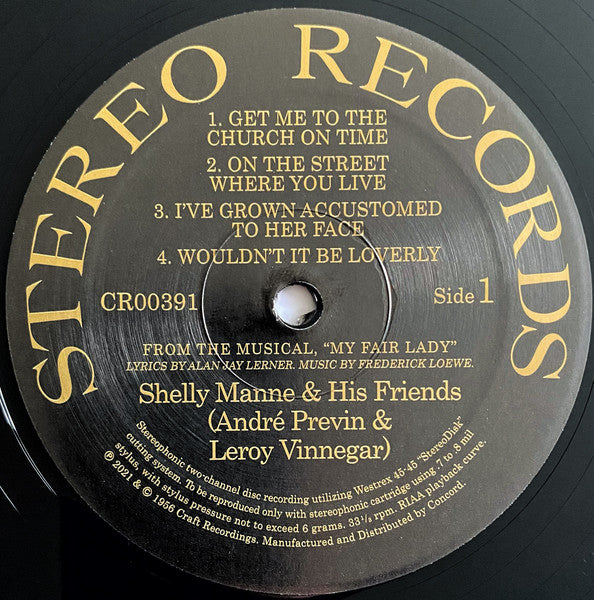 STEREO RECORDS
1. GET ME TO THE
CHURCH ON TIME
2. ON THE STREET
WHERE YOU LIVE
3. I'VE GROWN ACCUSTOMED
TO HER FACE
4. WOULDN'T IT BE LOVERLY
CR00391
Side 1
FROM THE MUSICAL, "MY FAIR LADY"
LYRICS BY ALAN JAY LERNER. MUSIC BY FREDERICK LOEWE.
Shelly Manne & His Friends
(André Previn &
Leroy Vinnegar)
Stereophonic two-channel disc recording utilizing Westrex 45-45 "StereoDisk"
cutting system. To be reproduced only with stereophonic cartridge using .7 to .8 mil
stylus, with stylus pressure not to exceed 6 grams. 33⅓ rpm. RIAA playback curve.
℗ 2021 & © 1956 Craft Recordings. Manufactured and Distributed by Concord.